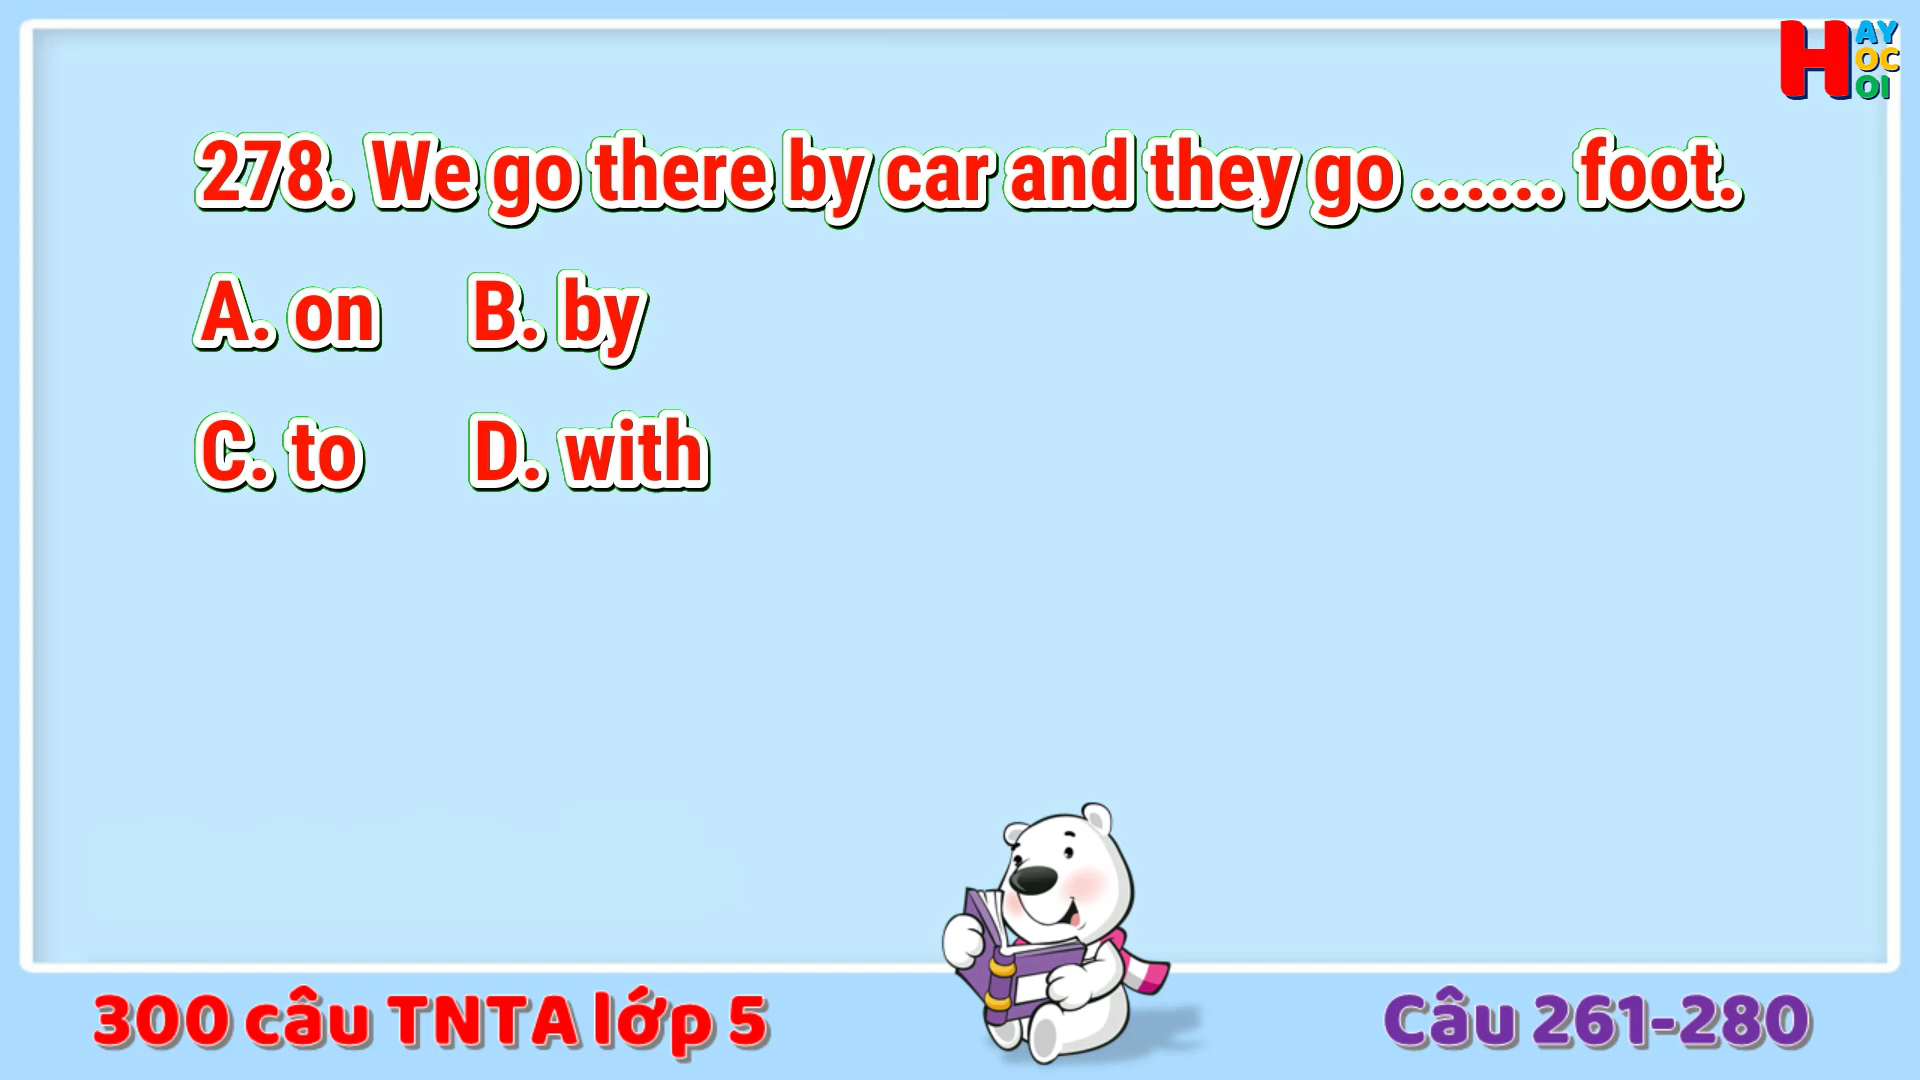 HAY
HOC
HOI
278. We go there by car and they go ...... foot.
A. on B. by
C. to D. with
300 câu TNTA lớp 5
Câu 261-280